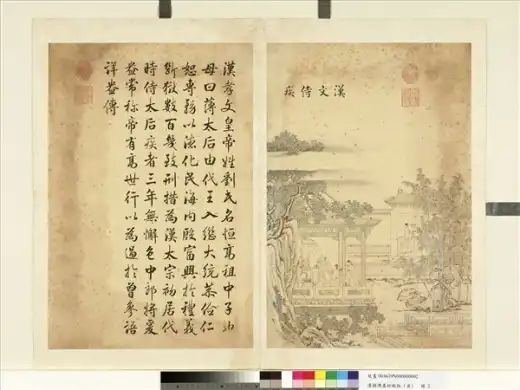 漢文侍疾
漢孝文皇帝姓劉氏名恒高祖中子也
母曰薄太后由代王入繼大統恭儉仁
恕專務以德化民海內殷富興於禮義
斷獄數百幾致刑措為漢太宗初居代
時侍太后疾者三年無懈色中郎將爰
盎常称帝有高世行以為過於曾參語
詳盎傳